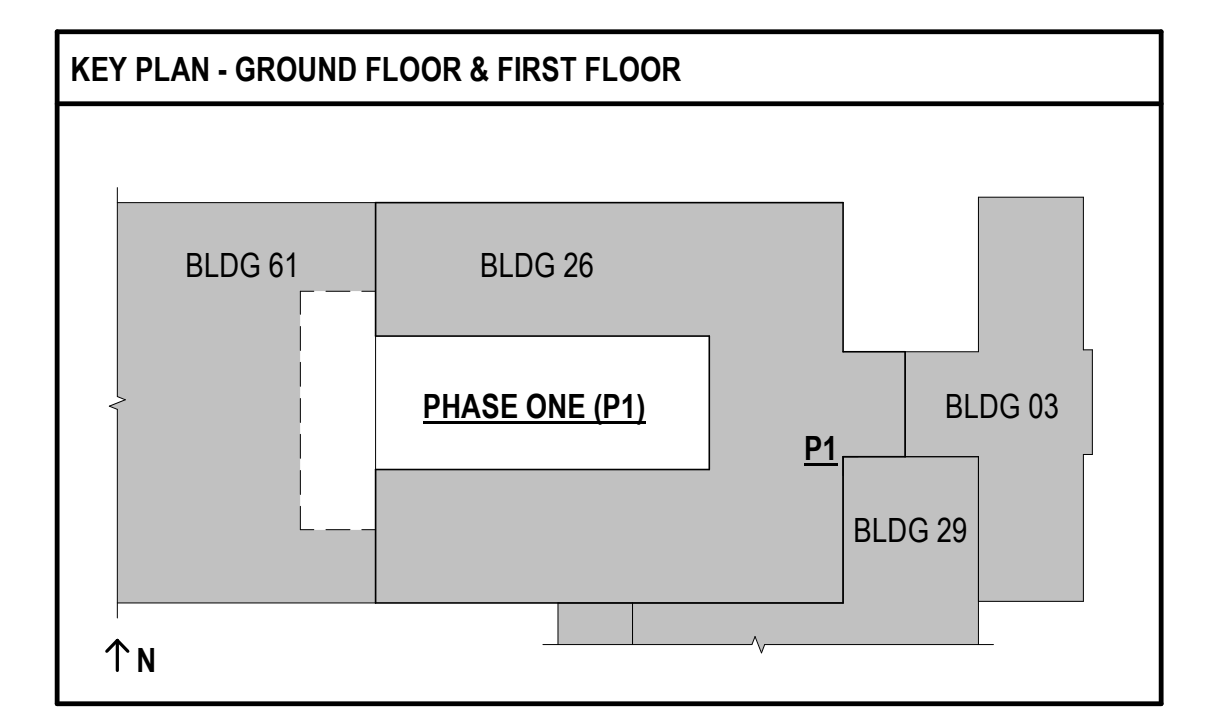 KEY PLAN - GROUND FLOOR & FIRST FLOOR
BLDG 61
BLDG 26
PHASE ONE (P1)
BLDG 03
P1
BLDG 29
N